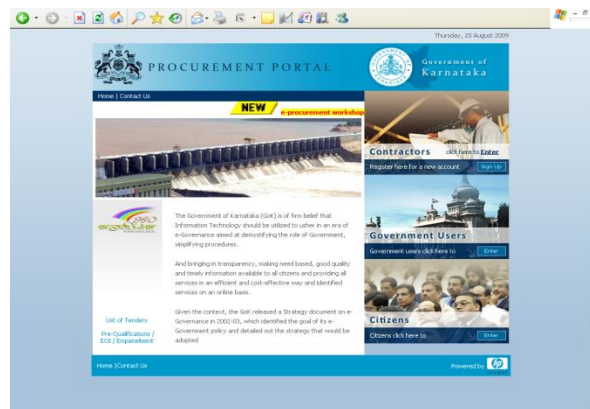 Thursday, 20 August 2009
PROCUREMENT PORTAL
Government of
Karnataka
Home | Contact Us
NEW
e-procurement workshop
Contractors
click here to Enter
Register here for a new account
Sign Up
The Government of Karnataka (GoK) is of firm belief that
Information Technology should be utilized to usher in an era of
e-Governance aimed at demystifying the role of Government,
simplifying procedures.
And bringing in transparency, making need based, good quality
and timely information available to all citizens and providing all
services in an efficient and cost-effective way and identified
services on an online basis.
Given the context, the GoK released a Strategy document on e-
Governance in 2002-03, which identified the goal of its e-
Government policy and detailed out the strategy that would be
adopted
Government Users
Government users click here to
Enter
Citizens
Citizens click here to
Enter
List of Tenders
Pre-Qualifications /
EOI / Empanelment
Home |Contact Us
Powered by
hp